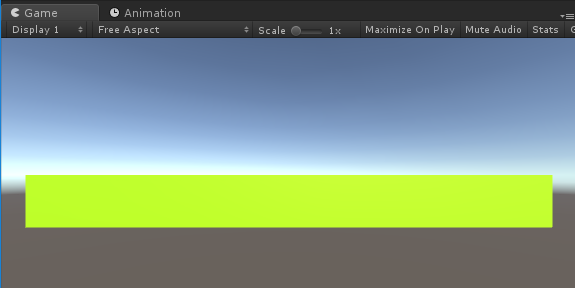 Game Animation
Display 1 Free Aspect Scale 1x Maximize On Play Mute Audio Stats